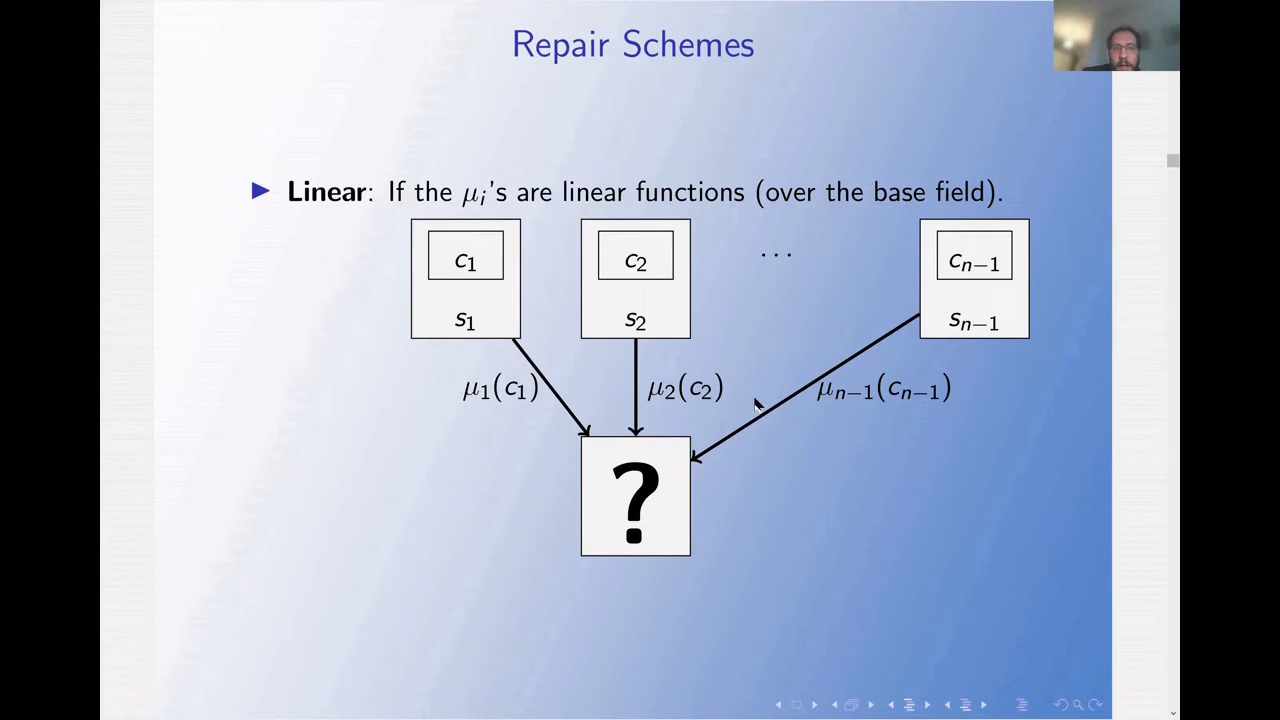 Repair Schemes
▶ Linear: If the μᵢ's are linear functions (over the base field).
c₁ c₂ ... cₙ₋₁
s₁ s₂ sₙ₋₁
μ₁(c₁) μ₂(c₂) μₙ₋₁(cₙ₋₁)
?